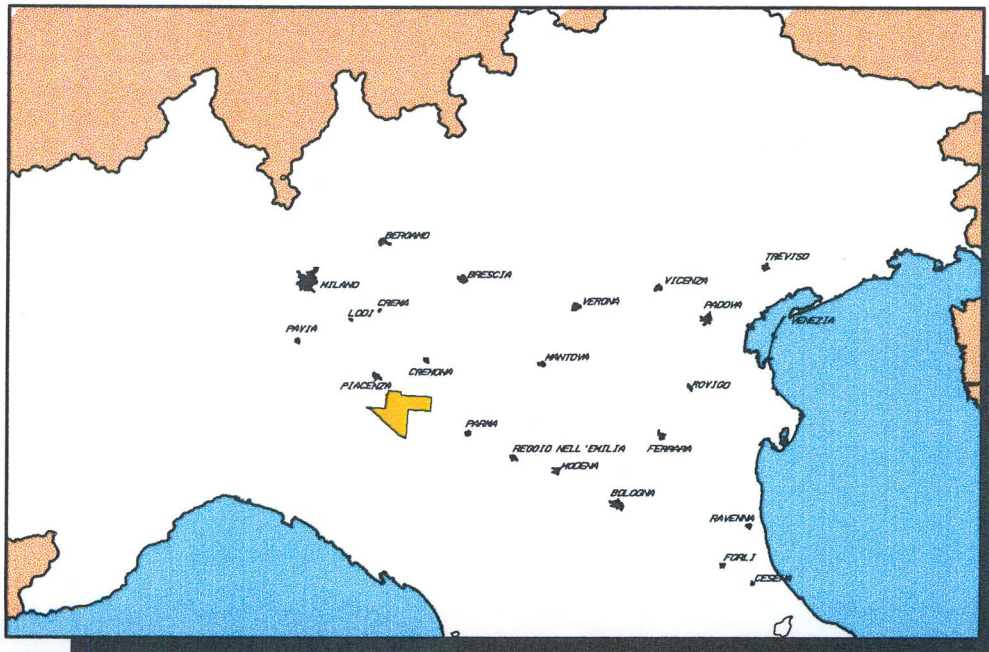 BERGAMO
TREVISO
BRESCIA
MILANO
VICENZA
CREMA
VERONA
PADOVA
LODI
VENEZIA
PAVIA
MANTOVA
CREMONA
PIACENZA
ROVIGO
PARMA
REGGIO NELL'EMILIA
FERRARA
MODENA
BOLOGNA
RAVENNA
FORLI
CESENA